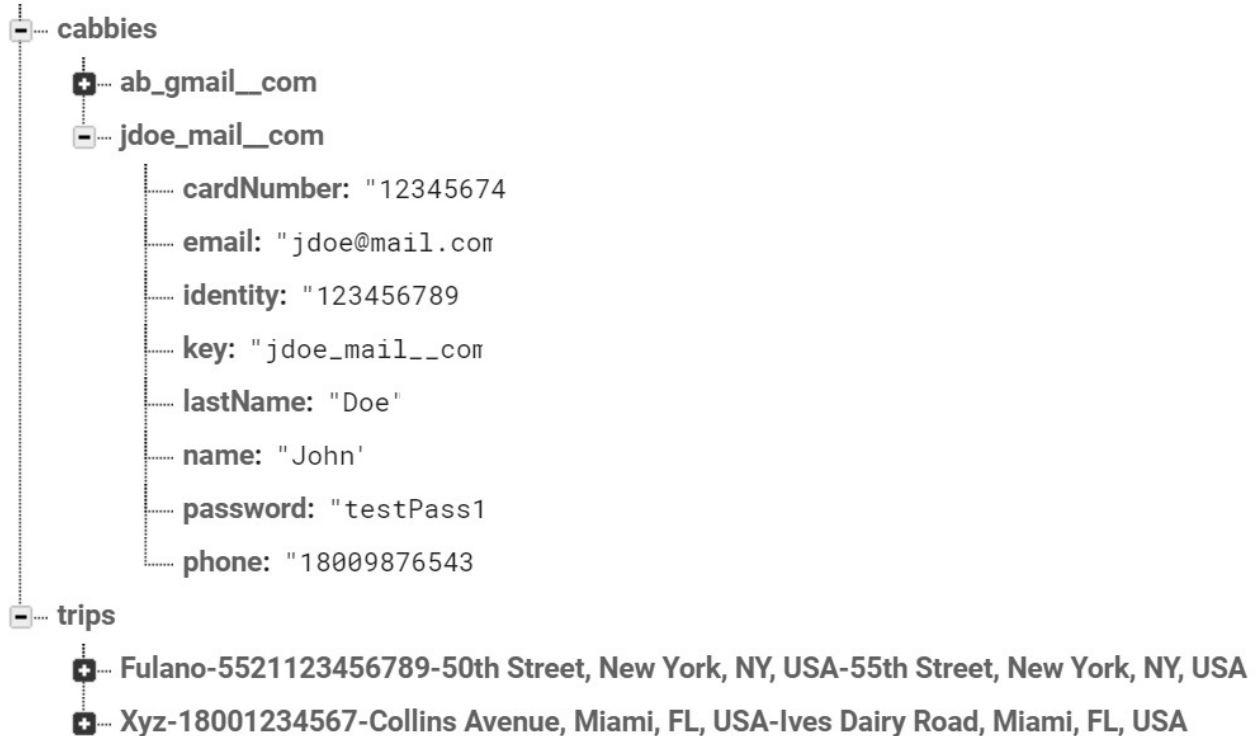 cabbies
ab_gmail__com
jdoe_mail__com
cardNumber: "12345674
email: "jdoe@mail.com
identity: "123456789
key: "jdoe_mail__com
lastName: "Doe"
name: "John'
password: "testPass1
phone: "18009876543
trips
Fulano-5521123456789-50th Street, New York, NY, USA-55th Street, New York, NY, USA
Xyz-18001234567-Collins Avenue, Miami, FL, USA-Ives Dairy Road, Miami, FL, USA